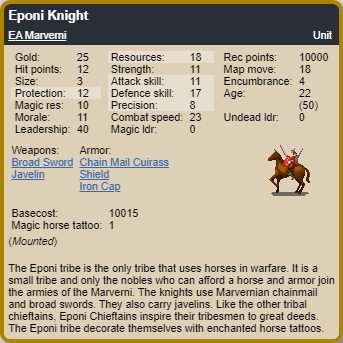 Eponi Knight
EA Marverni Unit
Gold: 25 Resources: 18 Rec points: 10000
Hit points: 12 Strength: 11 Map move: 18
Size: 3 Attack skill: 11 Encumbrance: 4
Protection: 12 Defence skill: 17 Age: 22
Magic res: 10 Precision: 8 (50)
Morale: 11 Combat speed: 23 Undead ldr: 0
Leadership: 40 Magic ldr: 0
Weapons: Armor:
Broad Sword Chain Mail Cuirass
Javelin Shield
Iron Cap
Basecost: 10015
Magic horse tattoo: 1
(Mounted)
The Eponi tribe is the only tribe that uses horses in warfare. It is a
small tribe and only the nobles who can afford a horse and armor join
the armies of the Marverni. The knights use Marvernian chainmail
and broad swords. They also carry javelins. Like the other tribal
chieftains, Eponi Chieftains inspire their tribesmen to great deeds.
The Eponi tribe decorate themselves with enchanted horse tattoos.